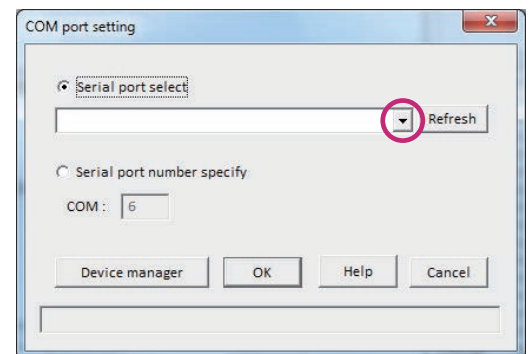 COM port setting
Serial port select
Refresh
Serial port number specify
COM : 6
Device manager OK Help Cancel